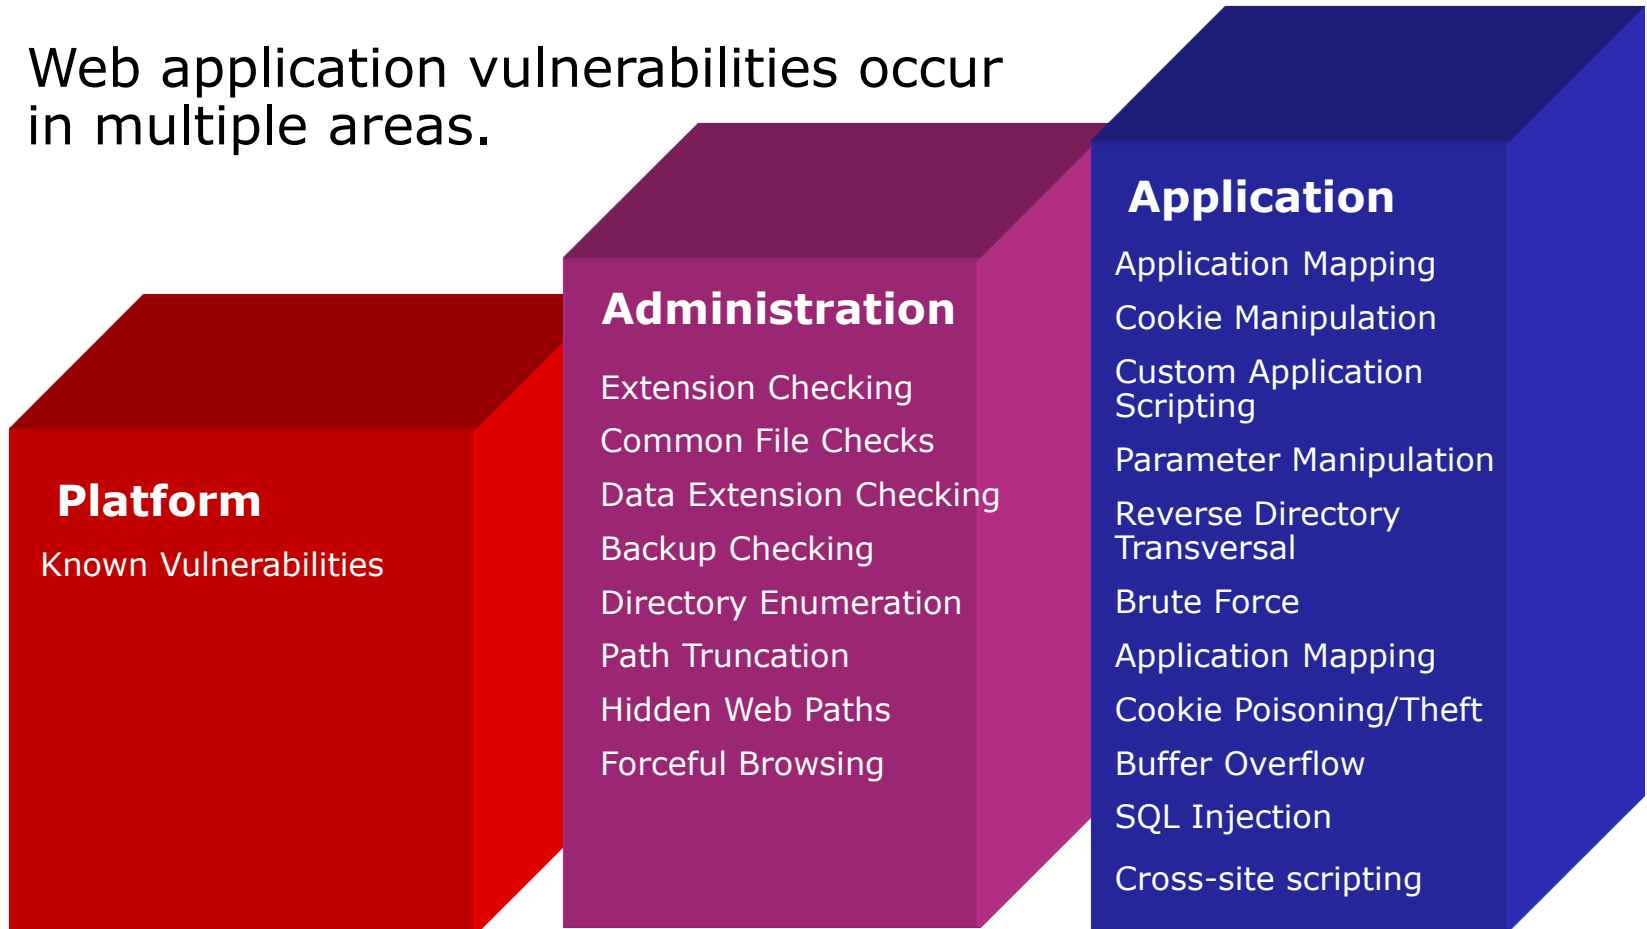 Web application vulnerabilities occur
in multiple areas.
Platform
Known Vulnerabilities
Administration
Extension Checking
Common File Checks
Data Extension Checking
Backup Checking
Directory Enumeration
Path Truncation
Hidden Web Paths
Forceful Browsing
Application
Application Mapping
Cookie Manipulation
Custom Application
Scripting
Parameter Manipulation
Reverse Directory
Transversal
Brute Force
Application Mapping
Cookie Poisoning/Theft
Buffer Overflow
SQL Injection
Cross-site scripting